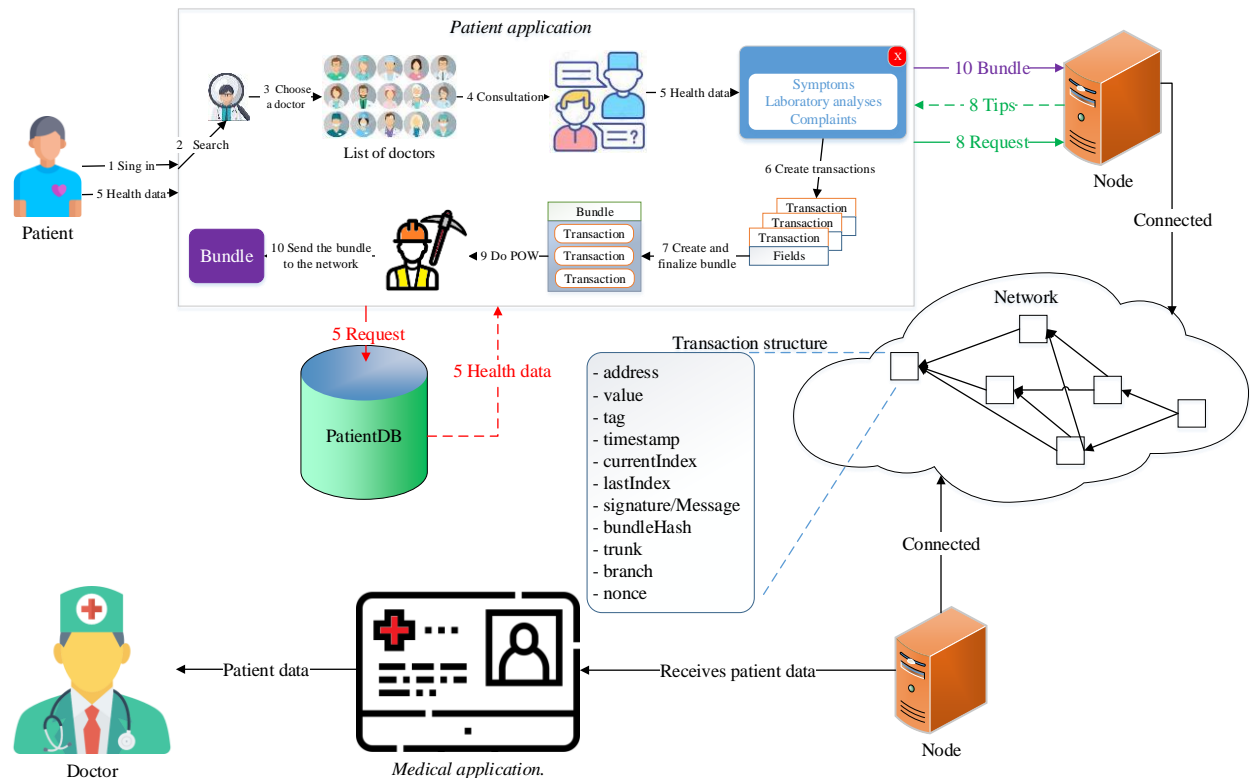 Patient application
3 Choose
a doctor
4 Consultation
5 Health data
X
Symptoms
Laboratory analyses
Complaints
10 Bundle
8 Tips
8 Request
Node
2 Search
List of doctors
1 Sing in
5 Health data
Patient
6 Create transactions
Transaction
Transaction
Transaction
Fields
Connected
Bundle
10 Send the bundle
to the network
9 Do POW
Bundle
Transaction
Transaction
Transaction
7 Create and
finalize bundle
Network
5 Request
5 Health data
PatientDB
Transaction structure
- address
- value
- tag
- timestamp
- currentIndex
- lastIndex
- signature/Message
- bundleHash
- trunk
- branch
- nonce
Connected
Patient data
Receives patient data
Node
Doctor
Medical application.